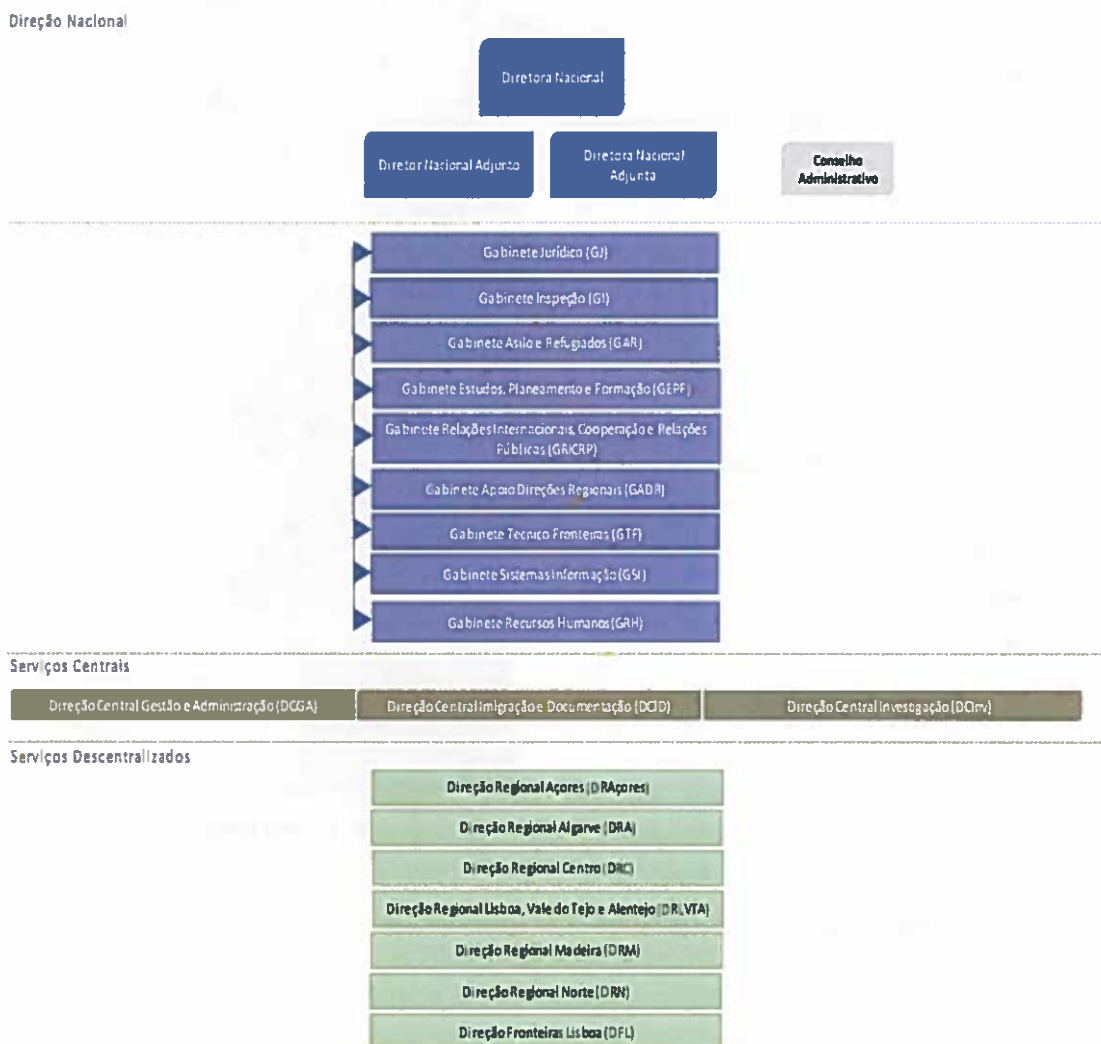 Direção Nacional
Diretora Nacional
Diretor Nacional Adjunto
Diretora Nacional
Adjunta
Conselho
Administrativo
Gabinete Jurídico (GJ)
Gabinete Inspeção (GI)
Gabinete Asilo e Refugiados (GAR)
Gabinete Estudos, Planeamento e Formação (GEPF)
Gabinete Relações Internacionais, Cooperação e Relações
Públicas (GRICRP)
Gabinete Apoio Direções Regionais (GADR)
Gabinete Técnico Fronteiras (GTF)
Gabinete Sistemas Informação (GSI)
Gabinete Recursos Humanos (GRH)
Serviços Centrais
Direção Central Gestão e Administração (DCGA)
Direção Central Imigração e Documentação (DCID)
Direção Central Investigação (DCInv)
Serviços Descentralizados
Direção Regional Açores (DRAçores)
Direção Regional Algarve (DRA)
Direção Regional Centro (DRC)
Direção Regional Lisboa, Vale do Tejo e Alentejo (DRLVTA)
Direção Regional Madeira (DRM)
Direção Regional Norte (DRN)
Direção Fronteiras Lisboa (DFL)